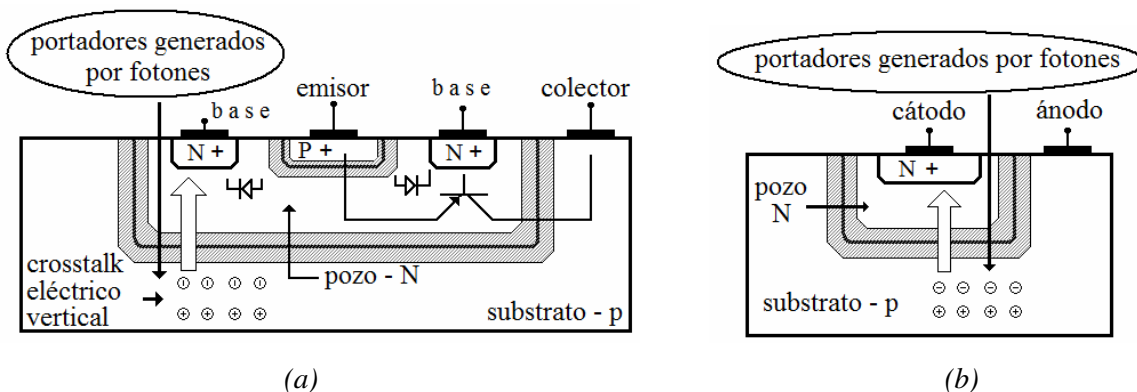 portadores generados
por fotones
base
emisor
base
colector
N +
P +
N +
crosstalk
eléctrico
vertical
pozo - N
substrato - p
(a)
portadores generados por fotones
cátodo
ánodo
N +
pozo
N
substrato - p
(b)